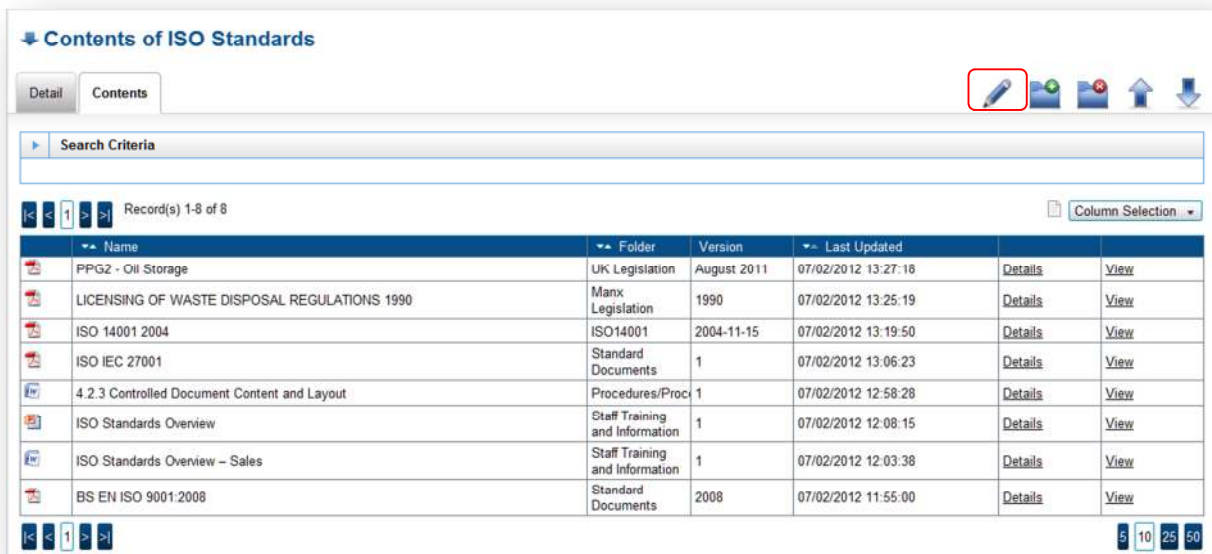 Contents of ISO Standards
Detail Contents
Search Criteria
|< < 1 > >| Record(s) 1-8 of 8 Column Selection
Name Folder Version Last Updated
PPG2 - Oil Storage UK Legislation August 2011 07/02/2012 13:27:18 Details View
LICENSING OF WASTE DISPOSAL REGULATIONS 1990 Manx Legislation 1990 07/02/2012 13:25:19 Details View
ISO 14001 2004 ISO14001 2004-11-15 07/02/2012 13:19:50 Details View
ISO IEC 27001 Standard Documents 1 07/02/2012 13:06:23 Details View
4.2.3 Controlled Document Content and Layout Procedures/Proc 1 07/02/2012 12:58:28 Details View
ISO Standards Overview Staff Training and Information 1 07/02/2012 12:08:15 Details View
ISO Standards Overview – Sales Staff Training and Information 1 07/02/2012 12:03:38 Details View
BS EN ISO 9001:2008 Standard Documents 2008 07/02/2012 11:55:00 Details View
|< < 1 > >| 5 10 25 50